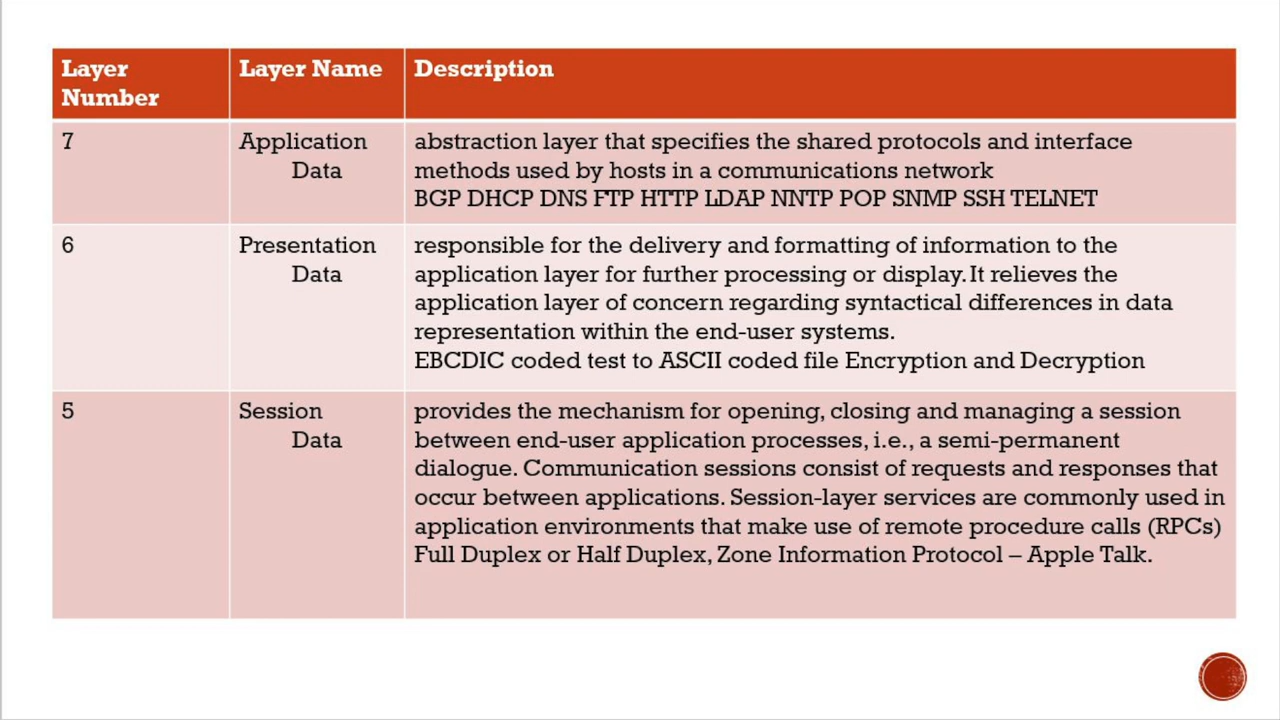 Layer Number
Layer Name
Description
7
Application
Data
abstraction layer that specifies the shared protocols and interface
methods used by hosts in a communications network
BGP DHCP DNS FTP HTTP LDAP NNTP POP SNMP SSH TELNET
6
Presentation
Data
responsible for the delivery and formatting of information to the
application layer for further processing or display. It relieves the
application layer of concern regarding syntactical differences in data
representation within the end-user systems.
EBCDIC coded test to ASCII coded file Encryption and Decryption
5
Session
Data
provides the mechanism for opening, closing and managing a session
between end-user application processes, i.e., a semi-permanent
dialogue. Communication sessions consist of requests and responses that
occur between applications. Session-layer services are commonly used in
application environments that make use of remote procedure calls (RPCs)
Full Duplex or Half Duplex, Zone Information Protocol – Apple Talk.